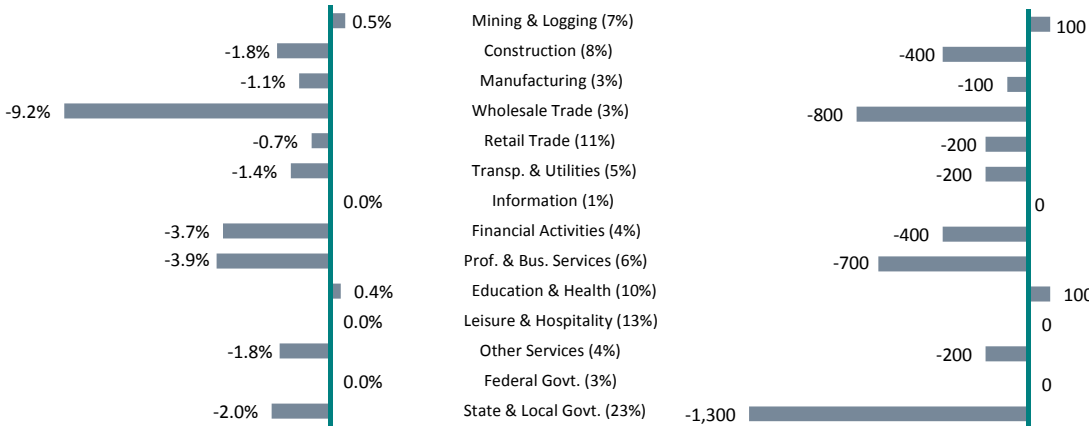 0.5% Mining & Logging (7%) 100
-1.8% Construction (8%) -400
-1.1% Manufacturing (3%) -100
-9.2% Wholesale Trade (3%) -800
-0.7% Retail Trade (11%) -200
-1.4% Transp. & Utilities (5%) -200
0.0% Information (1%) 0
-3.7% Financial Activities (4%) -400
-3.9% Prof. & Bus. Services (6%) -700
0.4% Education & Health (10%) 100
0.0% Leisure & Hospitality (13%) 0
-1.8% Other Services (4%) -200
0.0% Federal Govt. (3%) 0
-2.0% State & Local Govt. (23%) -1,300